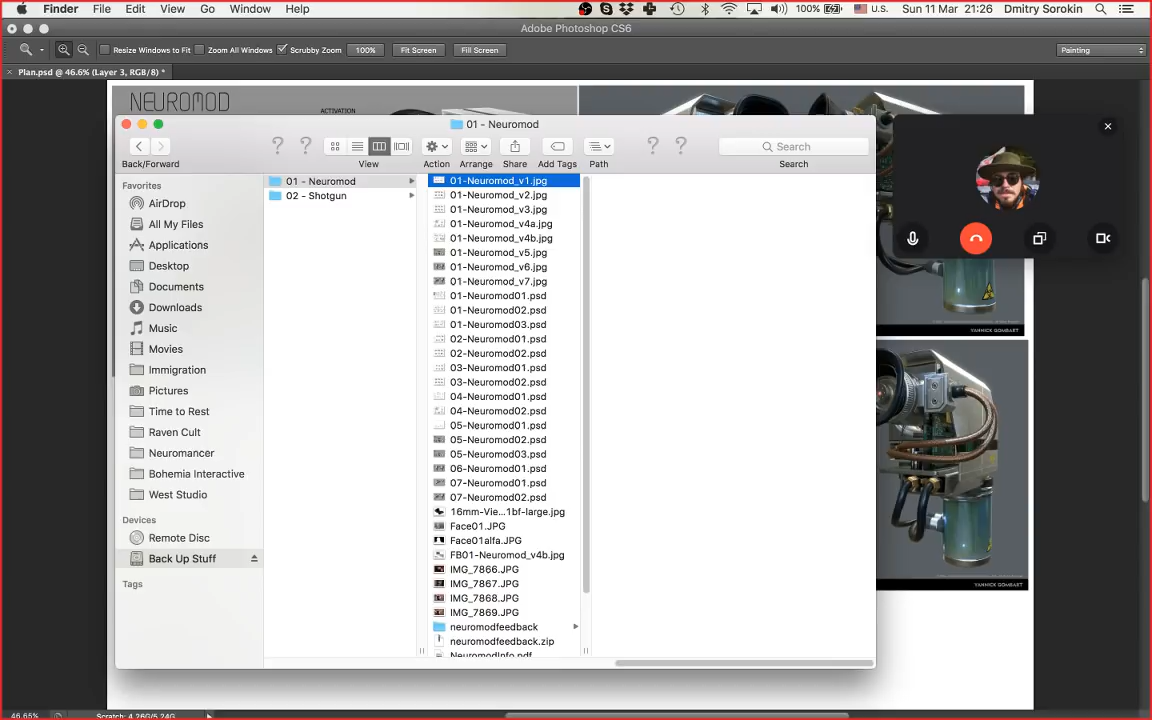 Finder File Edit View Go Window Help 100% U.S. Sun 11 Mar 21:26 Dmitry Sorokin
Adobe Photoshop CS6
Resize Windows to Fit Zoom All Windows Scrubby Zoom 100% Fit Screen Fill Screen Painting
Plan.psd @ 46.6% (Layer 3, RGB/8) *
NEUROMOD
ACTIVATION
01 - Neuromod
Search
Back/Forward View Action Arrange Share Add Tags Path Search
Favorites
AirDrop
All My Files
Applications
Desktop
Documents
Downloads
Music
Movies
Immigration
Pictures
Time to Rest
Raven Cult
Neuromancer
Bohemia Interactive
West Studio
Devices
Remote Disc
Back Up Stuff
Tags
01 - Neuromod
02 - Shotgun
01-Neuromod_v1.jpg
01-Neuromod_v2.jpg
01-Neuromod_v3.jpg
01-Neuromod_v4a.jpg
01-Neuromod_v4b.jpg
01-Neuromod_v5.jpg
01-Neuromod_v6.jpg
01-Neuromod_v7.jpg
01-Neuromod01.psd
01-Neuromod02.psd
01-Neuromod03.psd
02-Neuromod01.psd
02-Neuromod02.psd
03-Neuromod01.psd
03-Neuromod02.psd
04-Neuromod01.psd
04-Neuromod02.psd
05-Neuromod01.psd
05-Neuromod02.psd
05-Neuromod03.psd
06-Neuromod01.psd
07-Neuromod01.psd
07-Neuromod02.psd
16mm-Vie...1bf-large.jpg
Face01.JPG
Face01alfa.JPG
FB01-Neuromod_v4b.jpg
IMG_7866.JPG
IMG_7867.JPG
IMG_7868.JPG
IMG_7869.JPG
neuromodfeedback
neuromodfeedback.zip
NeuromodInfo.pdf
YANNICK GOMBART
YANNICK GOMBART
46.65% Scratch: 4.26G/5.24G